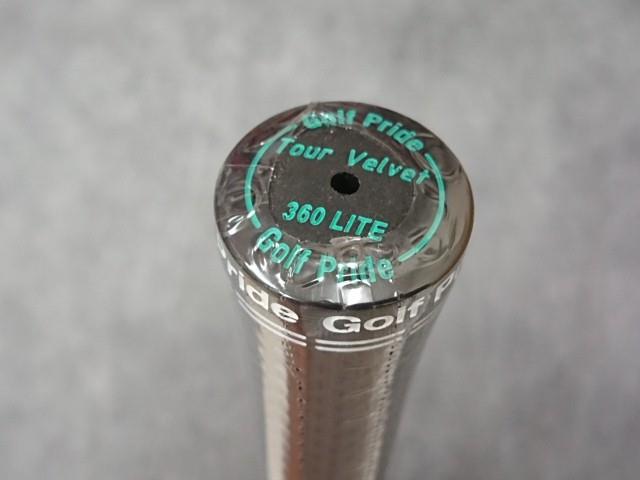 Golf Pride
Tour Velvet
360 LITE
Golf Pride
Pride Golf P